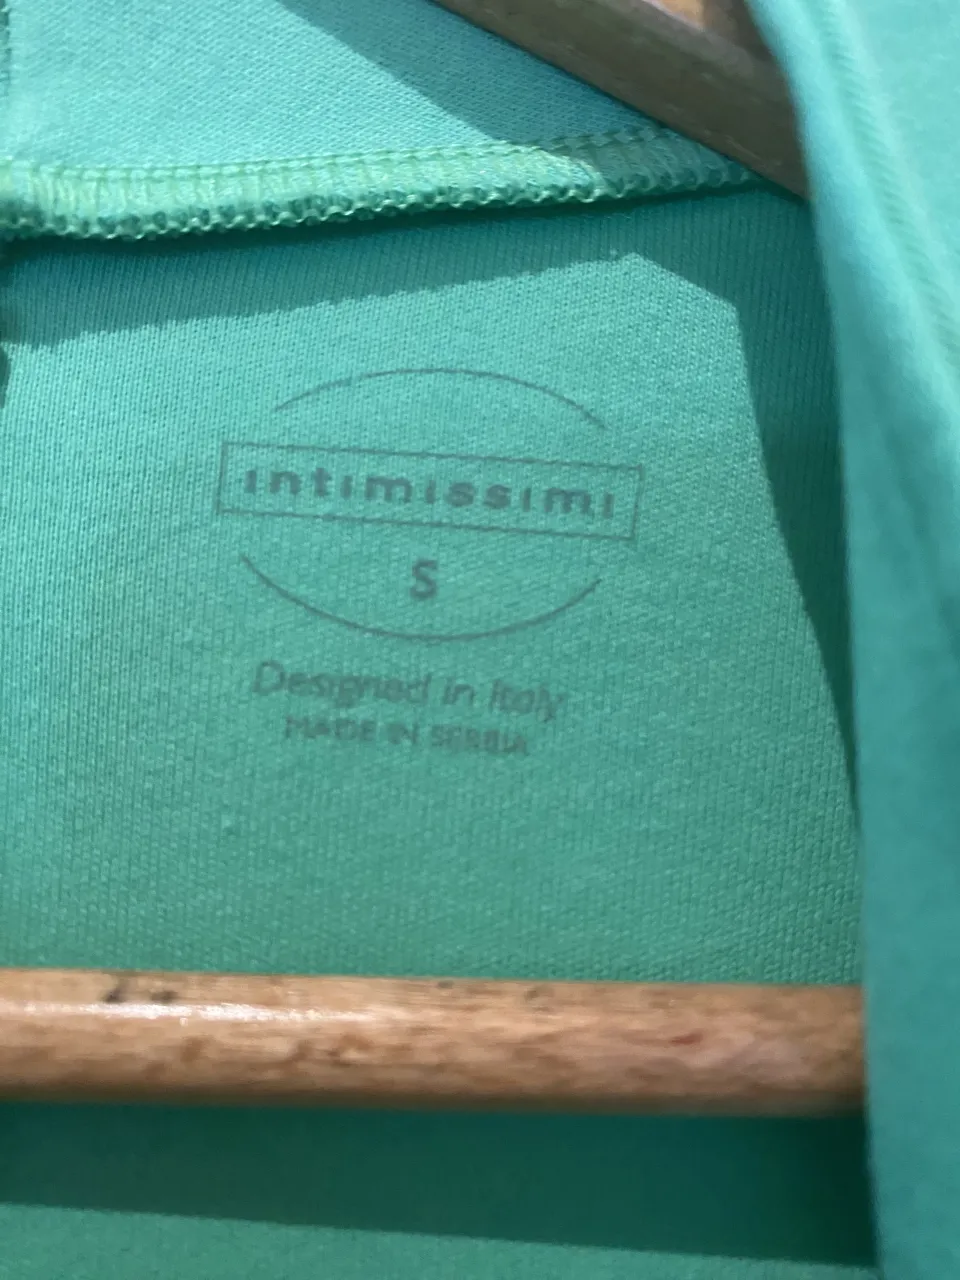 intimissimi
S
Designed in Italy
MADE IN SERBIA